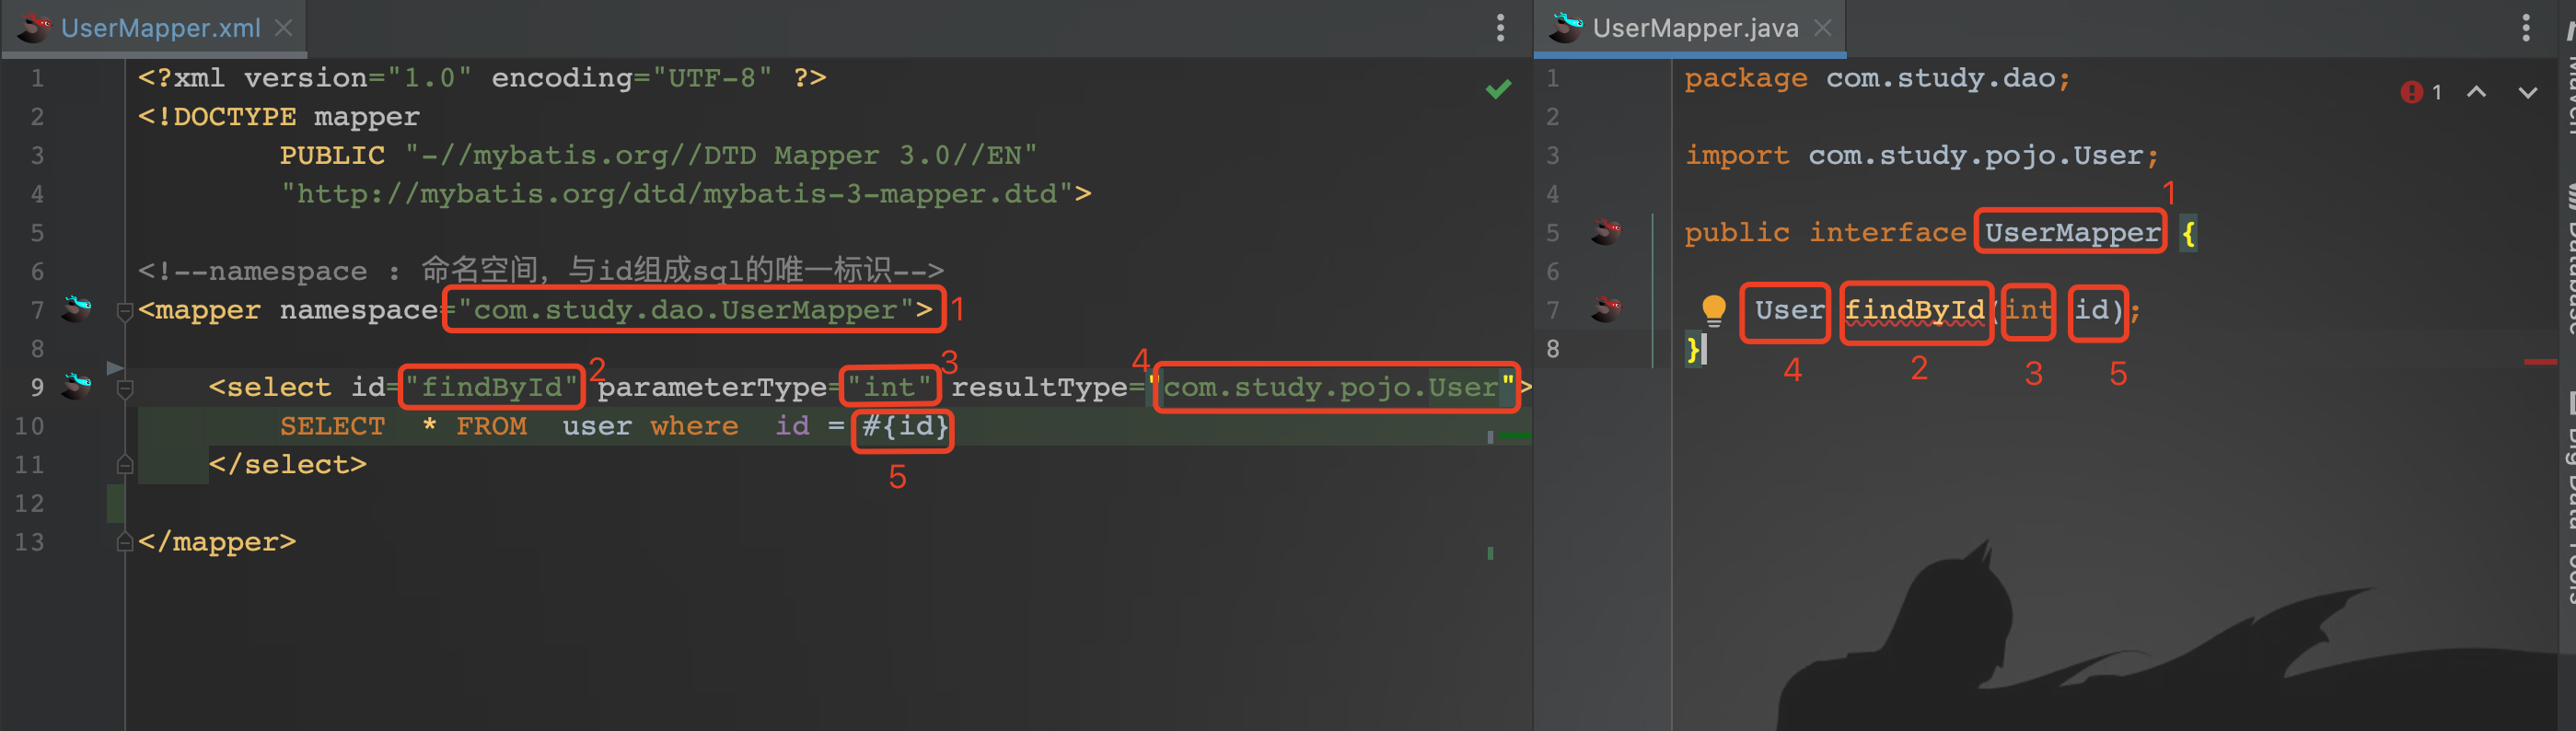 UserMapper.xml
1 <?xml version="1.0" encoding="UTF-8" ?>
2 <!DOCTYPE mapper
3 PUBLIC "-//mybatis.org//DTD Mapper 3.0//EN"
4 "http://mybatis.org/dtd/mybatis-3-mapper.dtd">
5
6 <!--namespace : 命名空间, 与id组成sql的唯一标识-->
7 <mapper namespace="com.study.dao.UserMapper"> 1
8
2 3 4
9 <select id="findById" parameterType="int" resultType="com.study.pojo.User">
10 SELECT * FROM user where id = #{id}
11 </select>
5
12
13 </mapper>
UserMapper.java
1 package com.study.dao;
1
2
3 import com.study.pojo.User;
4
1
5 public interface UserMapper {
6
7 User findById(int id);
8 }
4 2 3 5
Maven
Database
Big Data Tools